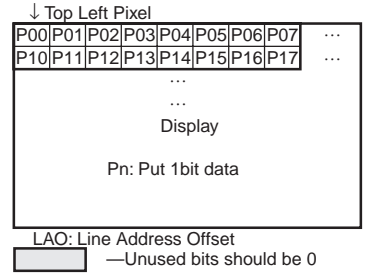 ↓ Top Left Pixel
P00 P01 P02 P03 P04 P05 P06 P07 ...
P10 P11 P12 P13 P14 P15 P16 P17 ...
...
...
Display
Pn: Put 1bit data
LAO: Line Address Offset
—Unused bits should be 0